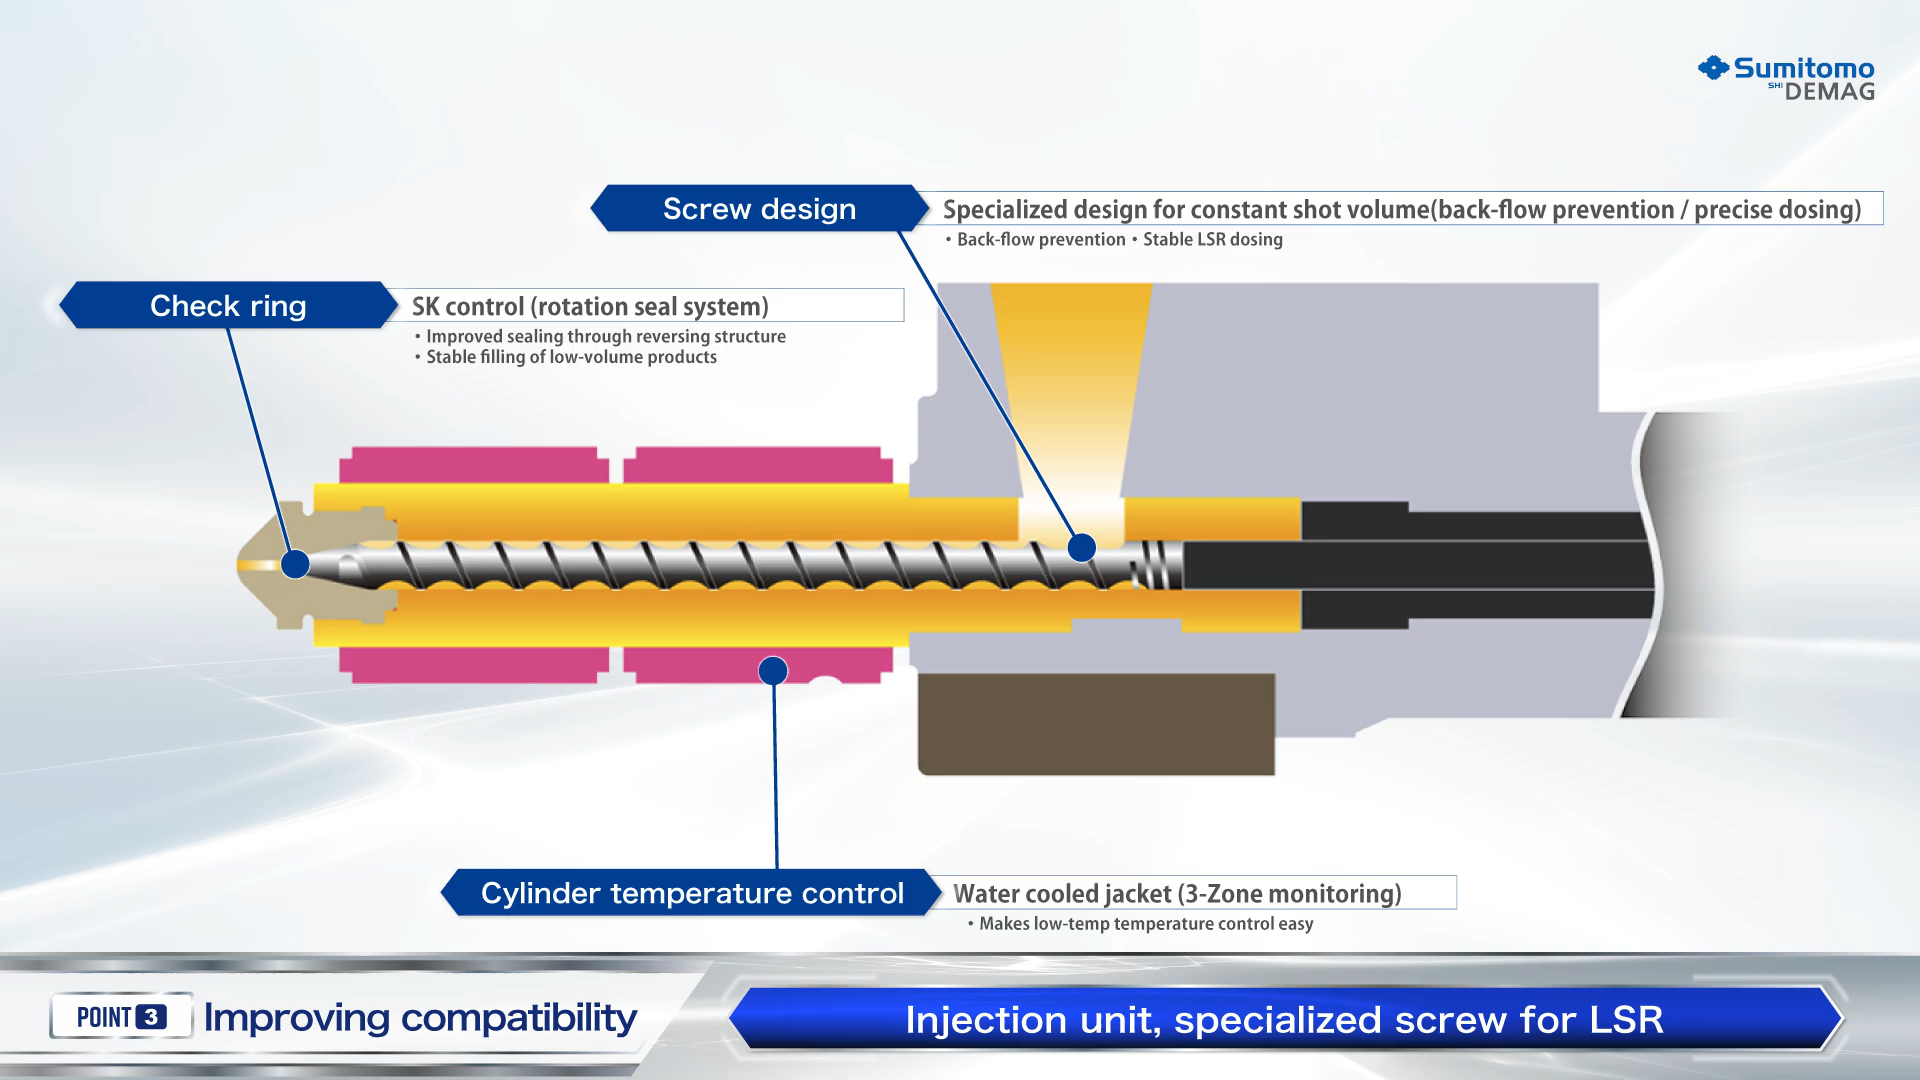 Sumitomo
SHI DEMAG
Screw design
Specialized design for constant shot volume(back-flow prevention / precise dosing)
・Back-flow prevention・Stable LSR dosing
Check ring
SK control (rotation seal system)
・Improved sealing through reversing structure
・Stable filling of low-volume products
Cylinder temperature control
Water cooled jacket (3-Zone monitoring)
・Makes low-temp temperature control easy
POINT 3 Improving compatibility
Injection unit, specialized screw for LSR